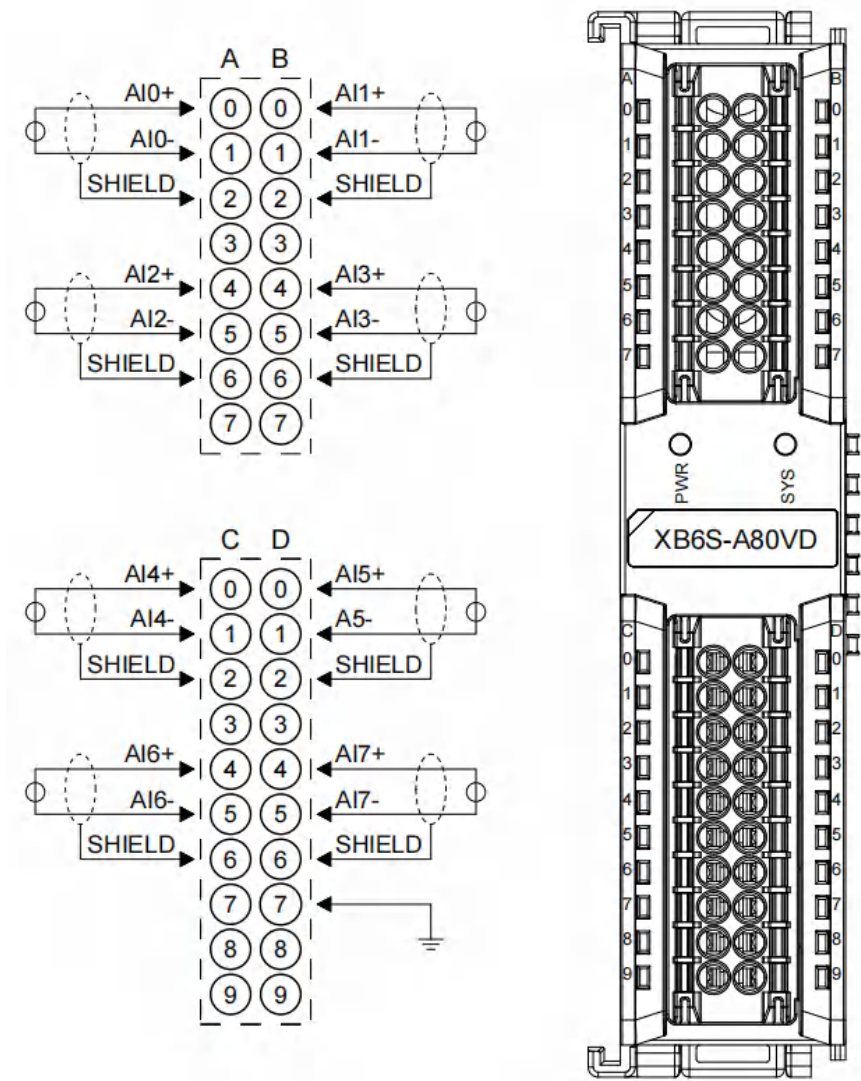 A B
AI0+ 0 0 AI1+
AI0- 1 1 AI1-
SHIELD 2 2 SHIELD
3 3
AI2+ 4 4 AI3+
AI2- 5 5 AI3-
SHIELD 6 6 SHIELD
7 7
C D
AI4+ 0 0 AI5+
AI4- 1 1 A5-
SHIELD 2 2 SHIELD
3 3
AI6+ 4 4 AI7+
AI6- 5 5 AI7-
SHIELD 6 6 SHIELD
7 7
8 8
9 9
A B
0 0
1 1
2 2
3 3
4 4
5 5
6 6
7 7
PWR SYS
XB6S-A80VD
C D
0 0
1 1
2 2
3 3
4 4
5 5
6 6
7 7
8 8
9 9